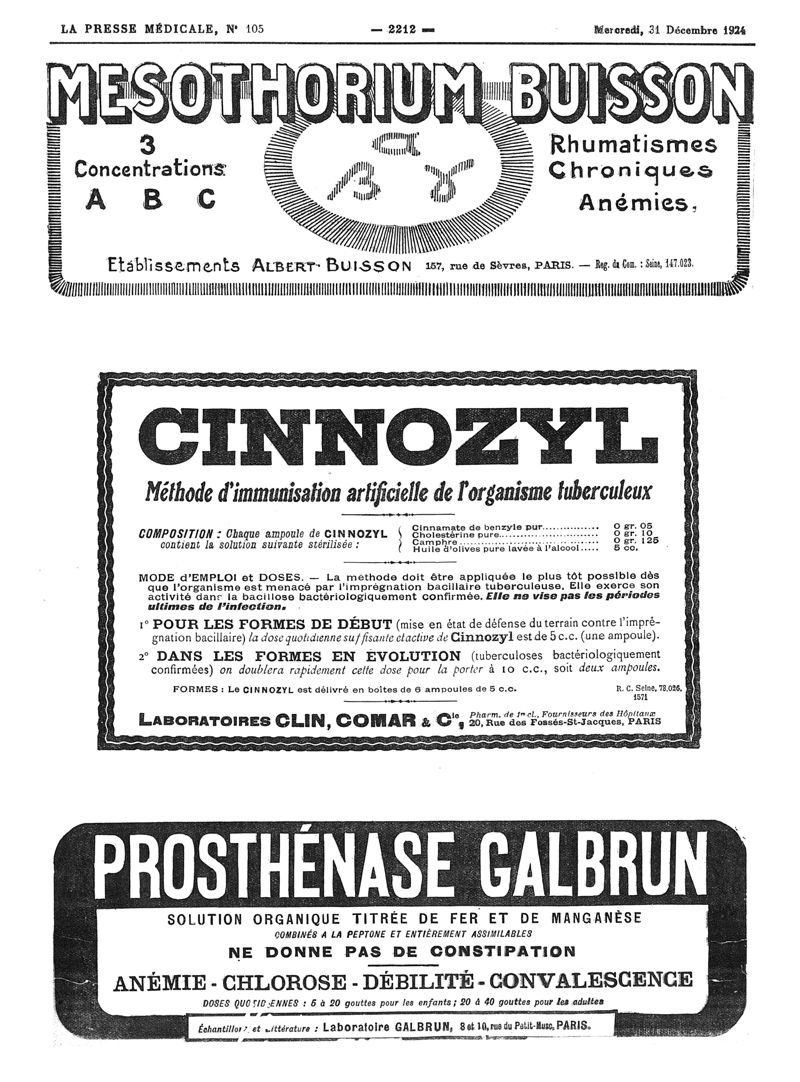 LA PRESSE MÉDICALE, N° 105 — 2212 — Mercredi, 31 Décembre 1924
MESOTHORIUM BUISSON
3
Concentrations
A B C
α
β γ
Rhumatismes
Chroniques
Anémies.
Etablissements ALBERT BUISSON 157, rue de Sèvres, PARIS. — Reg. du Com. : Seine, 147.023.
CINNOZYL
Méthode d'immunisation artificielle de l'organisme tuberculeux
COMPOSITION : Chaque ampoule de CINNOZYL
contient la solution suivante stérilisée :
Cinnamate de benzyle pur............... 0 gr. 05
Cholestérine pure............................ 0 gr. 10
Camphre........................................ 0 gr. 125
Huile d'olives pure lavée à l'alcool..... 5 cc.
MODE d'EMPLOI et DOSES. — La méthode doit être appliquée le plus tôt possible dès
que l'organisme est menacé par l'imprégnation bacillaire tuberculeuse. Elle exerce son
activité dans la bacillose bactériologiquement confirmée. Elle ne vise pas les périodes
ultimes de l'infection.
1° POUR LES FORMES DE DÉBUT (mise en état de défense du terrain contre l'impré-
gnation bacillaire) la dose quotidienne suffisante et active de Cinnozyl est de 5 c.c. (une ampoule).
2° DANS LES FORMES EN ÉVOLUTION (tuberculoses bactériologiquement
confirmées) on doublera rapidement cette dose pour la porter à 10 c.c., soit deux ampoules.
FORMES : Le CINNOZYL est délivré en boîtes de 6 ampoules de 5 c.c.
R. C. Seine, 78,026,
1571
LABORATOIRES CLIN, COMAR & Cie, Pharm. de 1re cl., Fournisseurs des Hôpitaux
20, Rue des Fossés-St-Jacques, PARIS
PROSTHÉNASE GALBRUN
SOLUTION ORGANIQUE TITRÉE DE FER ET DE MANGANÈSE
COMBINÉS A LA PEPTONE ET ENTIÈREMENT ASSIMILABLES
NE DONNE PAS DE CONSTIPATION
ANÉMIE - CHLOROSE - DÉBILITÉ - CONVALESCENCE
DOSES QUOTIDIENNES : 5 à 20 gouttes pour les enfants ; 20 à 40 gouttes pour les adultes
Échantillons et Littérature : Laboratoire GALBRUN, 8 et 10, rue du Petit-Musc, PARIS.